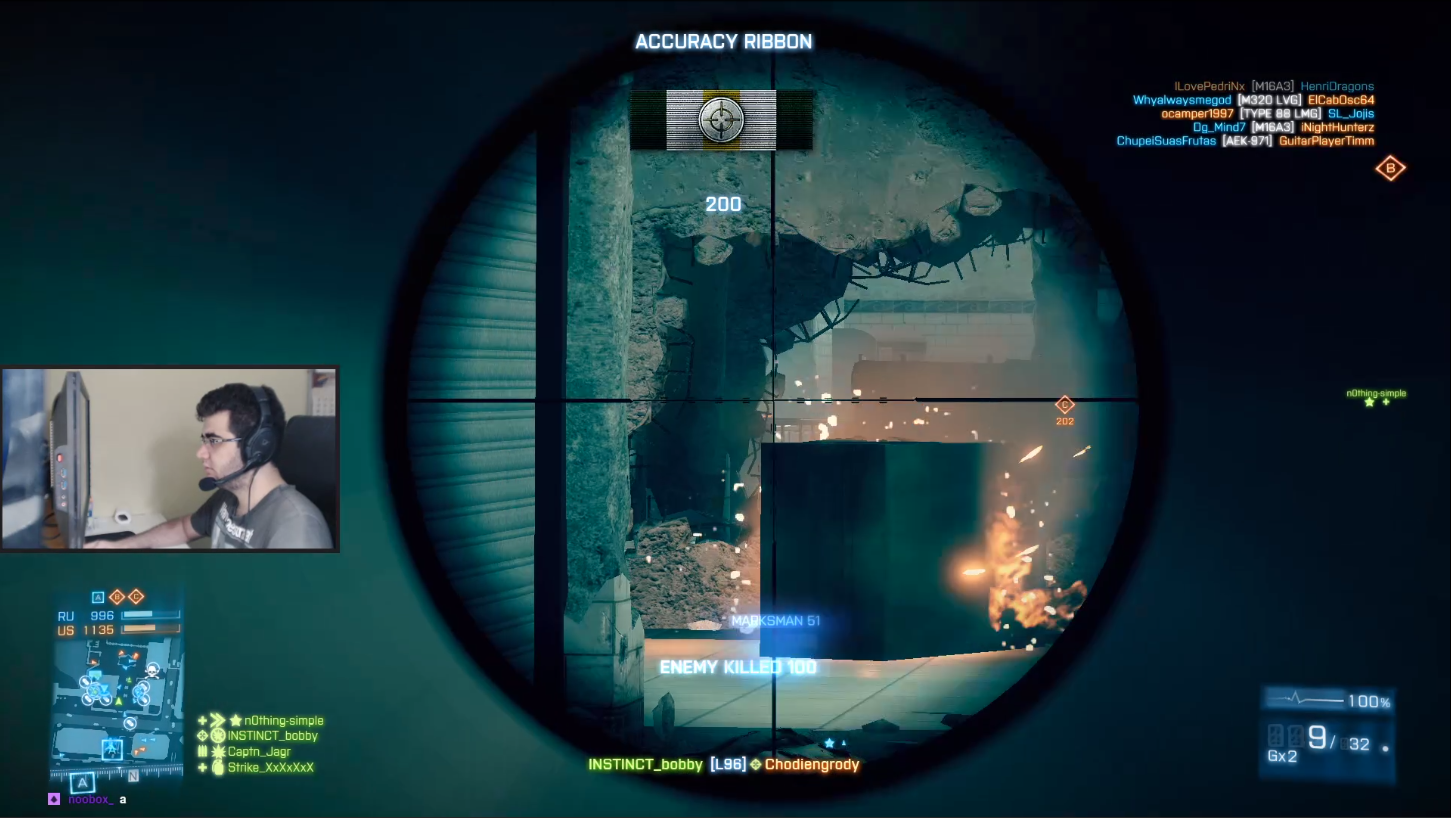 ACCURACY RIBBON
200
ILovePedriNx [M16A3] HenriDragons
Whyalwaysmegod [M320 LVG] ElCabOsc64
ocamper1997 [TYPE 88 LMG] SL_Jojis
Dg_Mind7 [M16A3] iNightHunterz
ChupeiSuasFrutas [AEK-971] GuitarPlayerTimm
B
n0thing-simple
C
202
MARKSMAN 51
ENEMY KILLED 100
INSTINCT_bobby [L96] Chodiengrody
A B C
RU 996
US 1135
N
A
n0thing-simple
INSTINCT_bobby
Captn_Jagr
Strike_XxXxXxX
noobox_ a
100%
9/ 32
Gx2